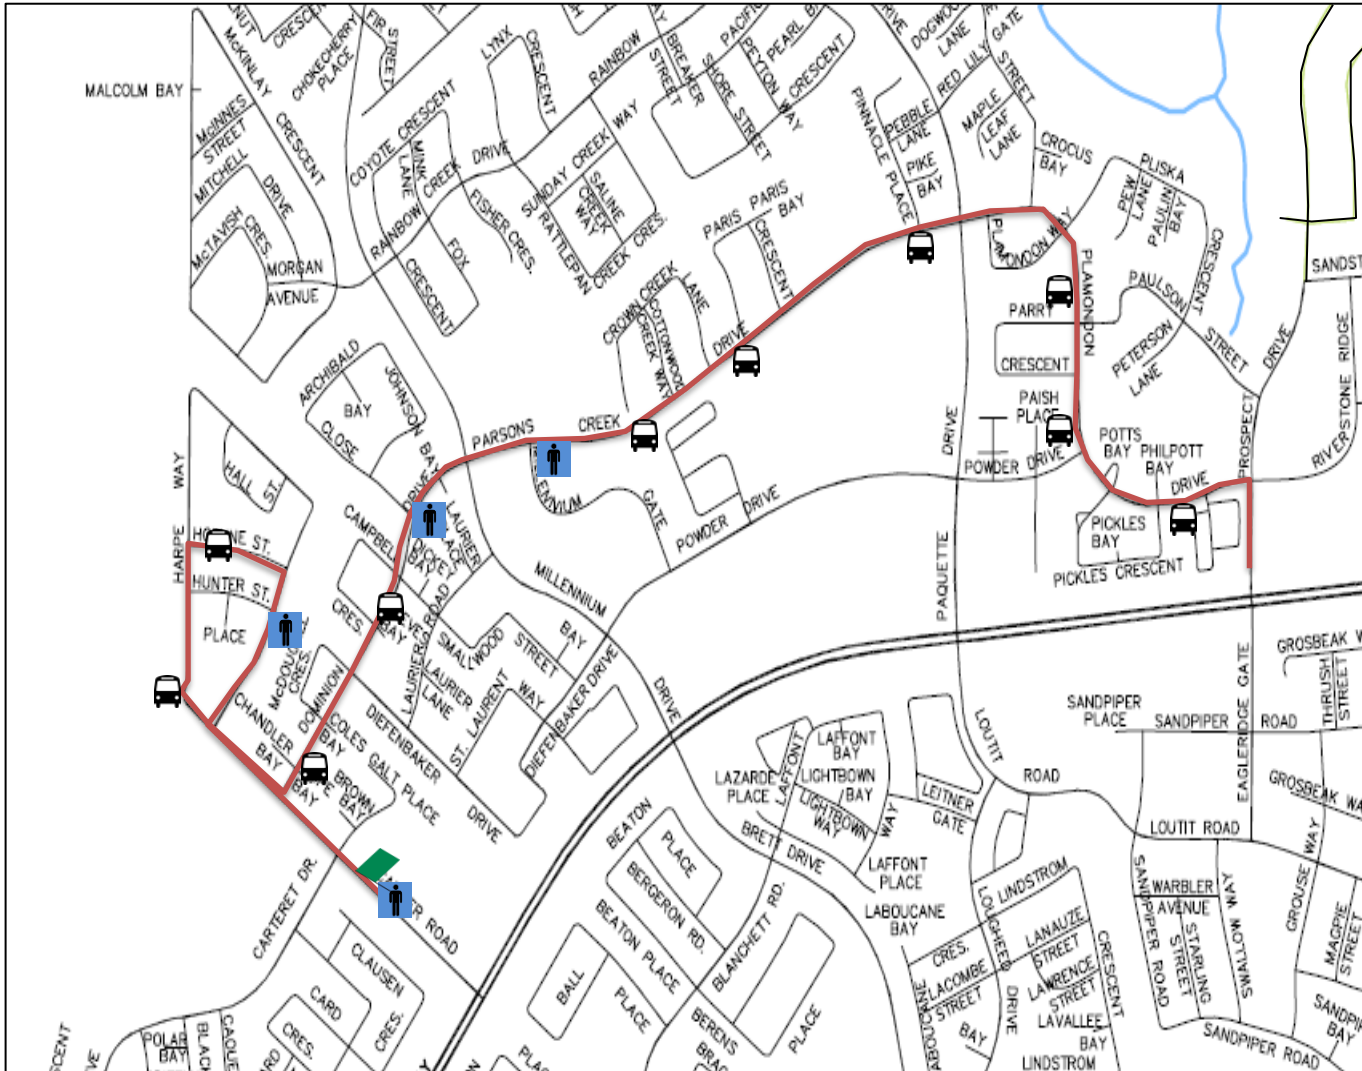 CRESCENT
McKINLAY
CRESCENT
CHOKECHERRY
PLACE
FIR
STREET
LYNX
CRESCENT
RAINBOW
BREAKER
STREET
SHORE STREET
PACIFIC
PEYTON WAY
PEARL
CRESCENT
DRIVE
DOGWOOD
LANE
GATE
RED LILY
STREET
MALCOLM BAY
McINNES
STREET
MITCHELL
DRIVE
McTAVISH
CRES.
MORGAN
AVENUE
COYOTE CRESCENT
MINK
LANE
RAINBOW CREEK DRIVE
FISHER CRES.
FOX
CRESCENT
SUNDAY CREEK WAY
SALINE
CREEK
WAY
RATTLEPAN
CREEK CRES.
PINNACLE PLACE
PEBBLE
LANE
PIKE
BAY
MAPLE
LEAF
LANE
CROCUS
BAY
PLISKA
CRESCENT
PEW
LANE
PAULIN
BAY
PARIS PARIS
BAY
CRESCENT
CROWN CREEK
LANE
COTTONWOOD
CREEK WAY
PLAMONDON
PARRY
CRESCENT
PAULSON
STREET
PETERSON
LANE
PROSPECT DRIVE
RIVERSTONE RIDGE
ARCHIBALD
BAY
CLOSE
JOHNSON BAY
PARSONS
CREEK
DRIVE
DRIVE
HARPE WAY
HALL ST.
HUNTER ST.
PLACE
CAMPBELL
CRES.
DICKEY
BAY
LAURIER
PLACE
GATE
POWDER DRIVE
POWDER DRIVE
PAISH
PLACE
POTTS
BAY
PHILPOTT
BAY
DRIVE
PICKLES
BAY
PICKLES CRESCENT
PAQUETTE
DRIVE
MILLENNIUM
DRIVE
BAY
CRES.
CHANDLER
BAY
DOMINION
COLES
BAY
GALT PLACE
BROWN
BAY
BAY
BAY
LAURIER ROAD
LAURIER
LANE
SMALLWOOD
STREET
ST. LAURENT
WAY
DIEFENBAKER
DRIVE
DIEFENBAKER DRIVE
EAGLERIDGE GATE
THRUSH
STREET
SANDPIPER
PLACE
SANDPIPER ROAD
LOUTIT
ROAD
LOUTIT ROAD
LAFFONT
LAFFONT
BAY
LAZARDE
PLACE
LIGHTBOWN
BAY
LIGHTBOWN
WAY
WAY
LEITNER
GATE
LAFFONT
PLACE
LABOUCANE
BAY
BRETT DRIVE
BEATON
PLACE
BERGERON RD.
BEATON PLACE
BLANCHETT RD.
BALL
PLACE
BERENS
PLACE
CARTERET DR.
ROAD
CLAUSEN
CRES.
CARD
CRES.
POLAR
BAY
LOUGHEED
DRIVE
LINDSTROM
CRES.
LACOMBE
STREET
BAY
LANAUZE
STREET
LAWRENCE
STREET
LAVALLEE
BAY
CRESCENT
LINDSTROM
WARBLER
AVENUE
STARLING
STREET
SWALLOW WAY
SANDPIPER ROAD
SANDPIPER ROAD
GROUSE WAY
MAGPIE
STREET
BAY